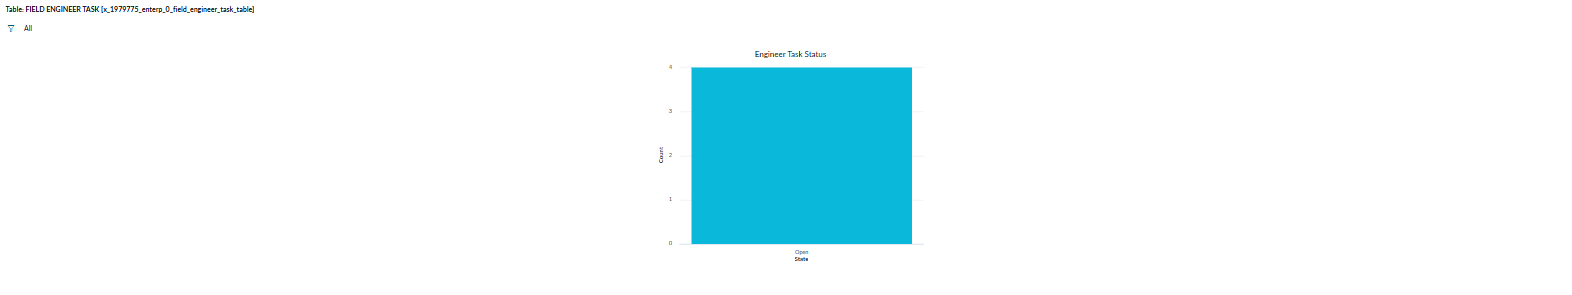 Table: FIELD ENGINEER TASK [x_1979775_enterp_0_field_engineer_task_table]
All
Engineer Task Status
4
3
2
1
0
Count
Open
State